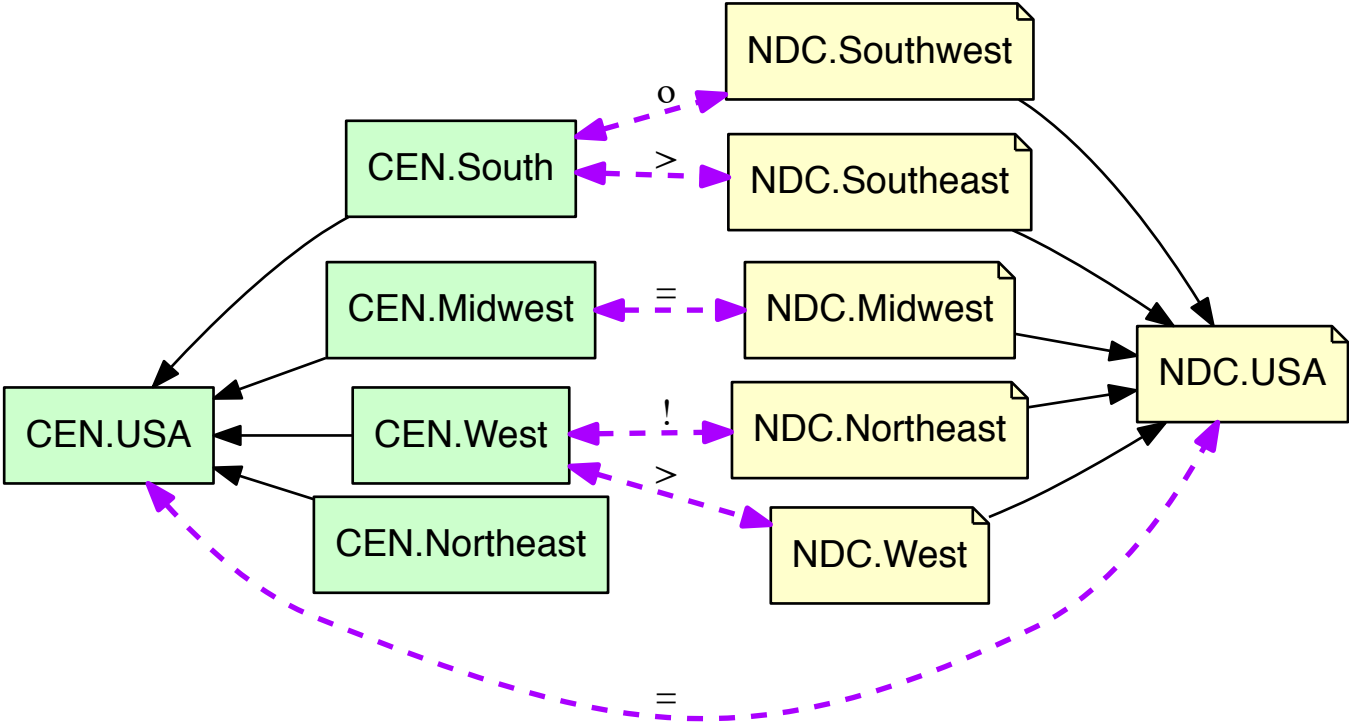 NDC.Southwest
o
CEN.South
>
NDC.Southeast
CEN.Midwest
=
NDC.Midwest
NDC.USA
CEN.USA
CEN.West
!
NDC.Northeast
>
CEN.Northeast
NDC.West
=